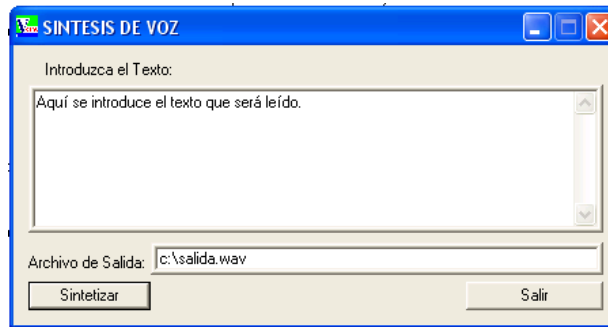 SINTESIS DE VOZ
Introduzca el Texto:
Aquí se introduce el texto que será leído.
Archivo de Salida: c:\salida.wav
Sintetizar Salir